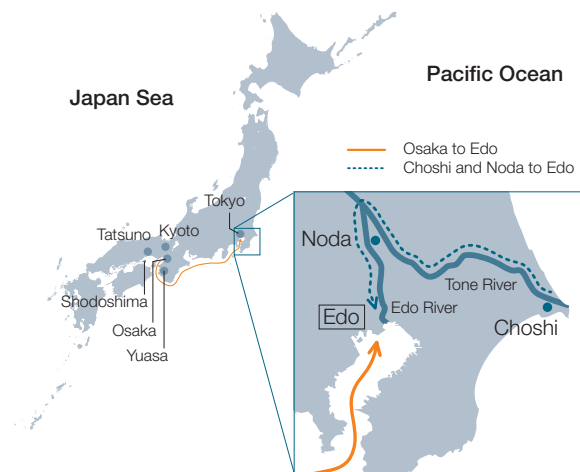 Japan Sea
Pacific Ocean
Osaka to Edo
Choshi and Noda to Edo
Tokyo
Tatsuno
Kyoto
Shodoshima
Osaka
Yuasa
Noda
Tone River
Edo
Edo River
Choshi